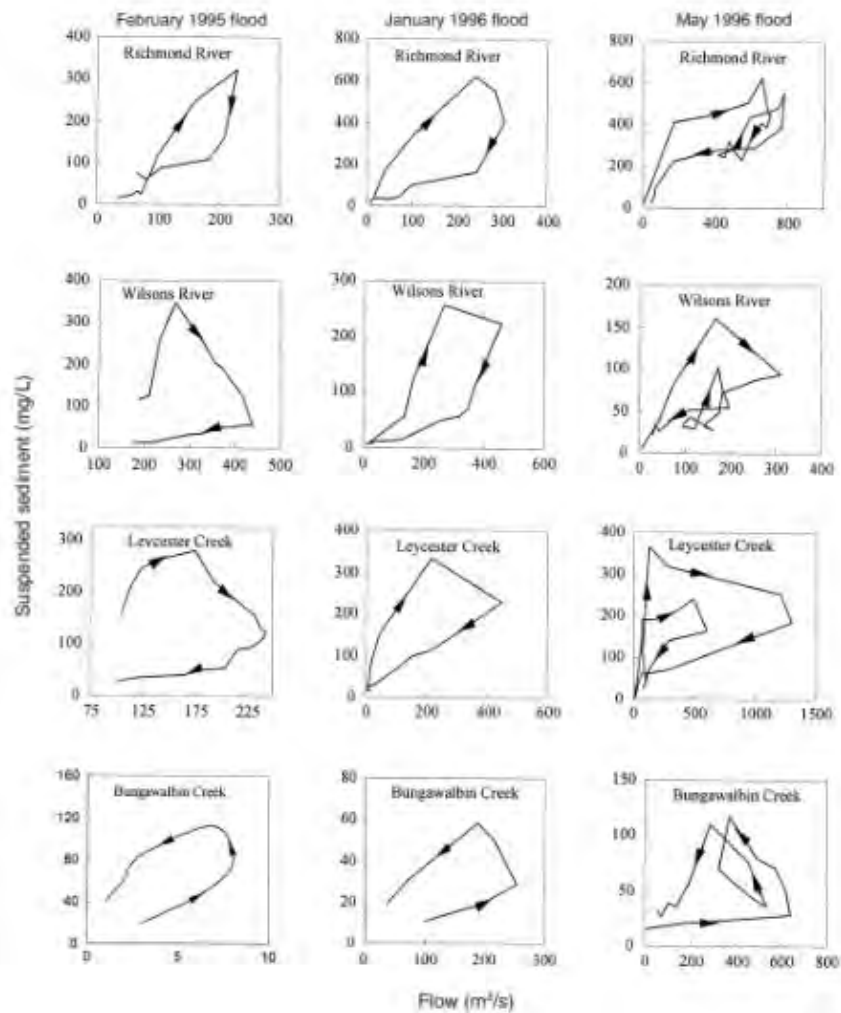 February 1995 flood
January 1996 flood
May 1996 flood
Suspended sediment (mg/L)
Richmond River
400
300
200
100
0
0 100 200 300
Richmond River
800
600
400
200
0
0 100 200 300 400
Richmond River
800
600
400
200
0
400 800
Wilsons River
400
300
200
100
0
100 200 300 400 500
Wilsons River
300
200
100
0
0 200 400 600
Wilsons River
200
150
100
50
0
0 100 200 300 400
Levcester Creek
300
200
100
0
75 125 175 225
Leycester Creek
400
300
200
100
0
0 200 400 600
Leycester Creek
400
300
200
100
0
0 500 1000 1500
Bungawalbin Creek
160
120
80
40
0
0 5 10
Bungawalbin Creek
80
60
40
20
0
0 100 200 300
Bungawalbin Creek
150
100
50
0
0 200 400 600 800
Flow (m³/s)